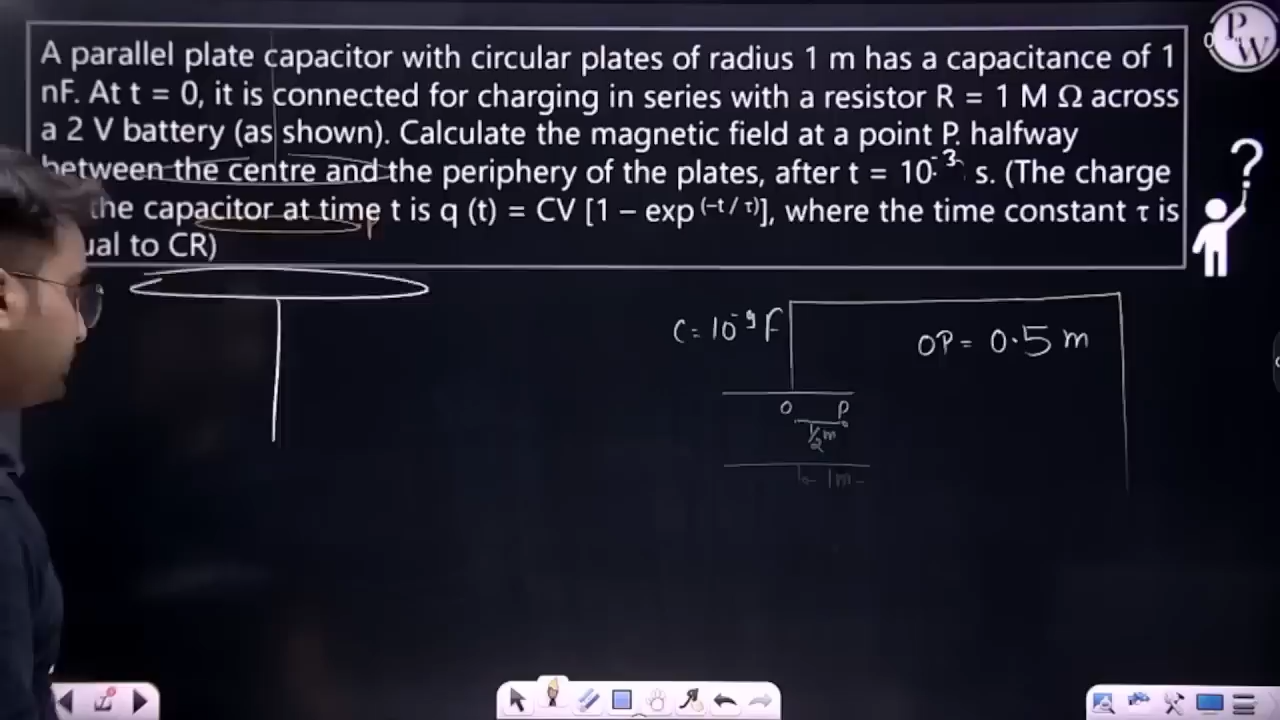 A parallel plate capacitor with circular plates of radius 1 m has a capacitance of 1
nF. At t = 0, it is connected for charging in series with a resistor R = 1 M Ω across
a 2 V battery (as shown). Calculate the magnetic field at a point P. halfway
between the centre and the periphery of the plates, after t = 10⁻³ s. (The charge
the capacitor at time t is q (t) = CV [1 – exp (–t / τ)], where the time constant τ is
ual to CR)
P
W
?
p
C = 10⁻⁹ F
OP = 0.5 m
O P
1/2 m
1m